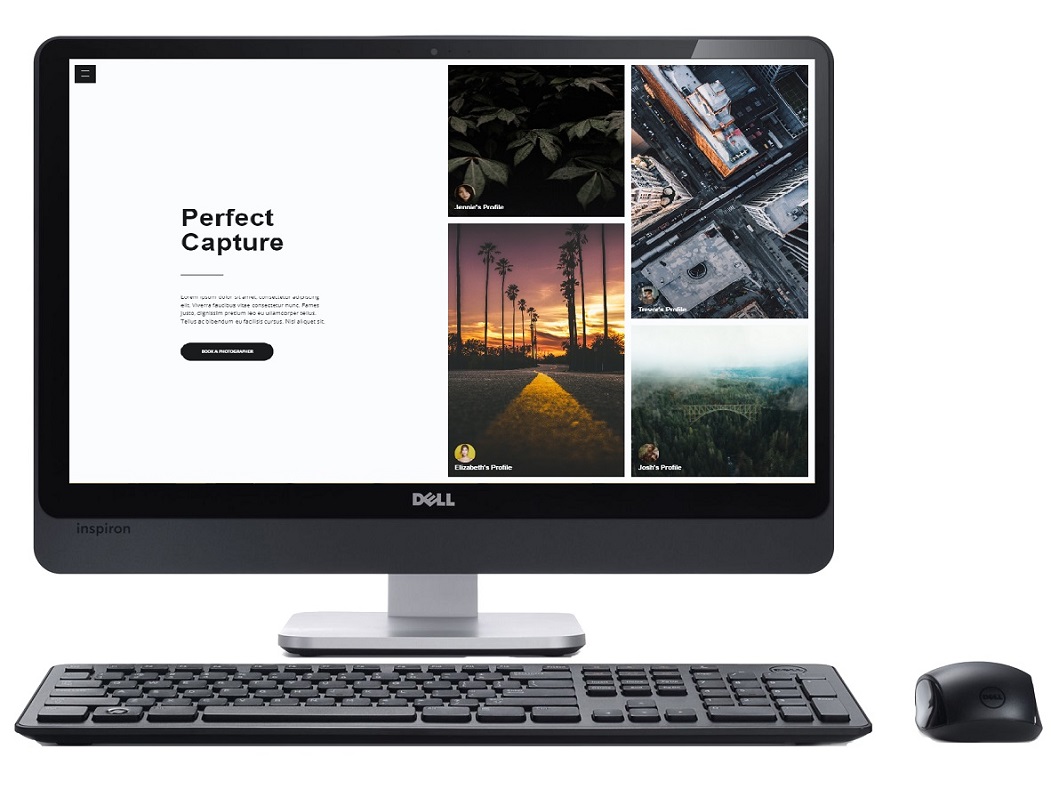 Perfect
Capture
Lorem ipsum dolor sit amet, consectetur adipiscing
elit. Viverra faucibus vitae consectetur nunc. Fames
justo, dignissim pretium leo eu ullamcorper tellus.
Tellus ac bibendum eu facilisis cursus. Nisl aliquet sit.
BOOK A PHOTOGRAPHER
Jennie's Profile
Trevor's Profile
Elizabeth's Profile
Josh's Profile
DELL
inspiron
DELL